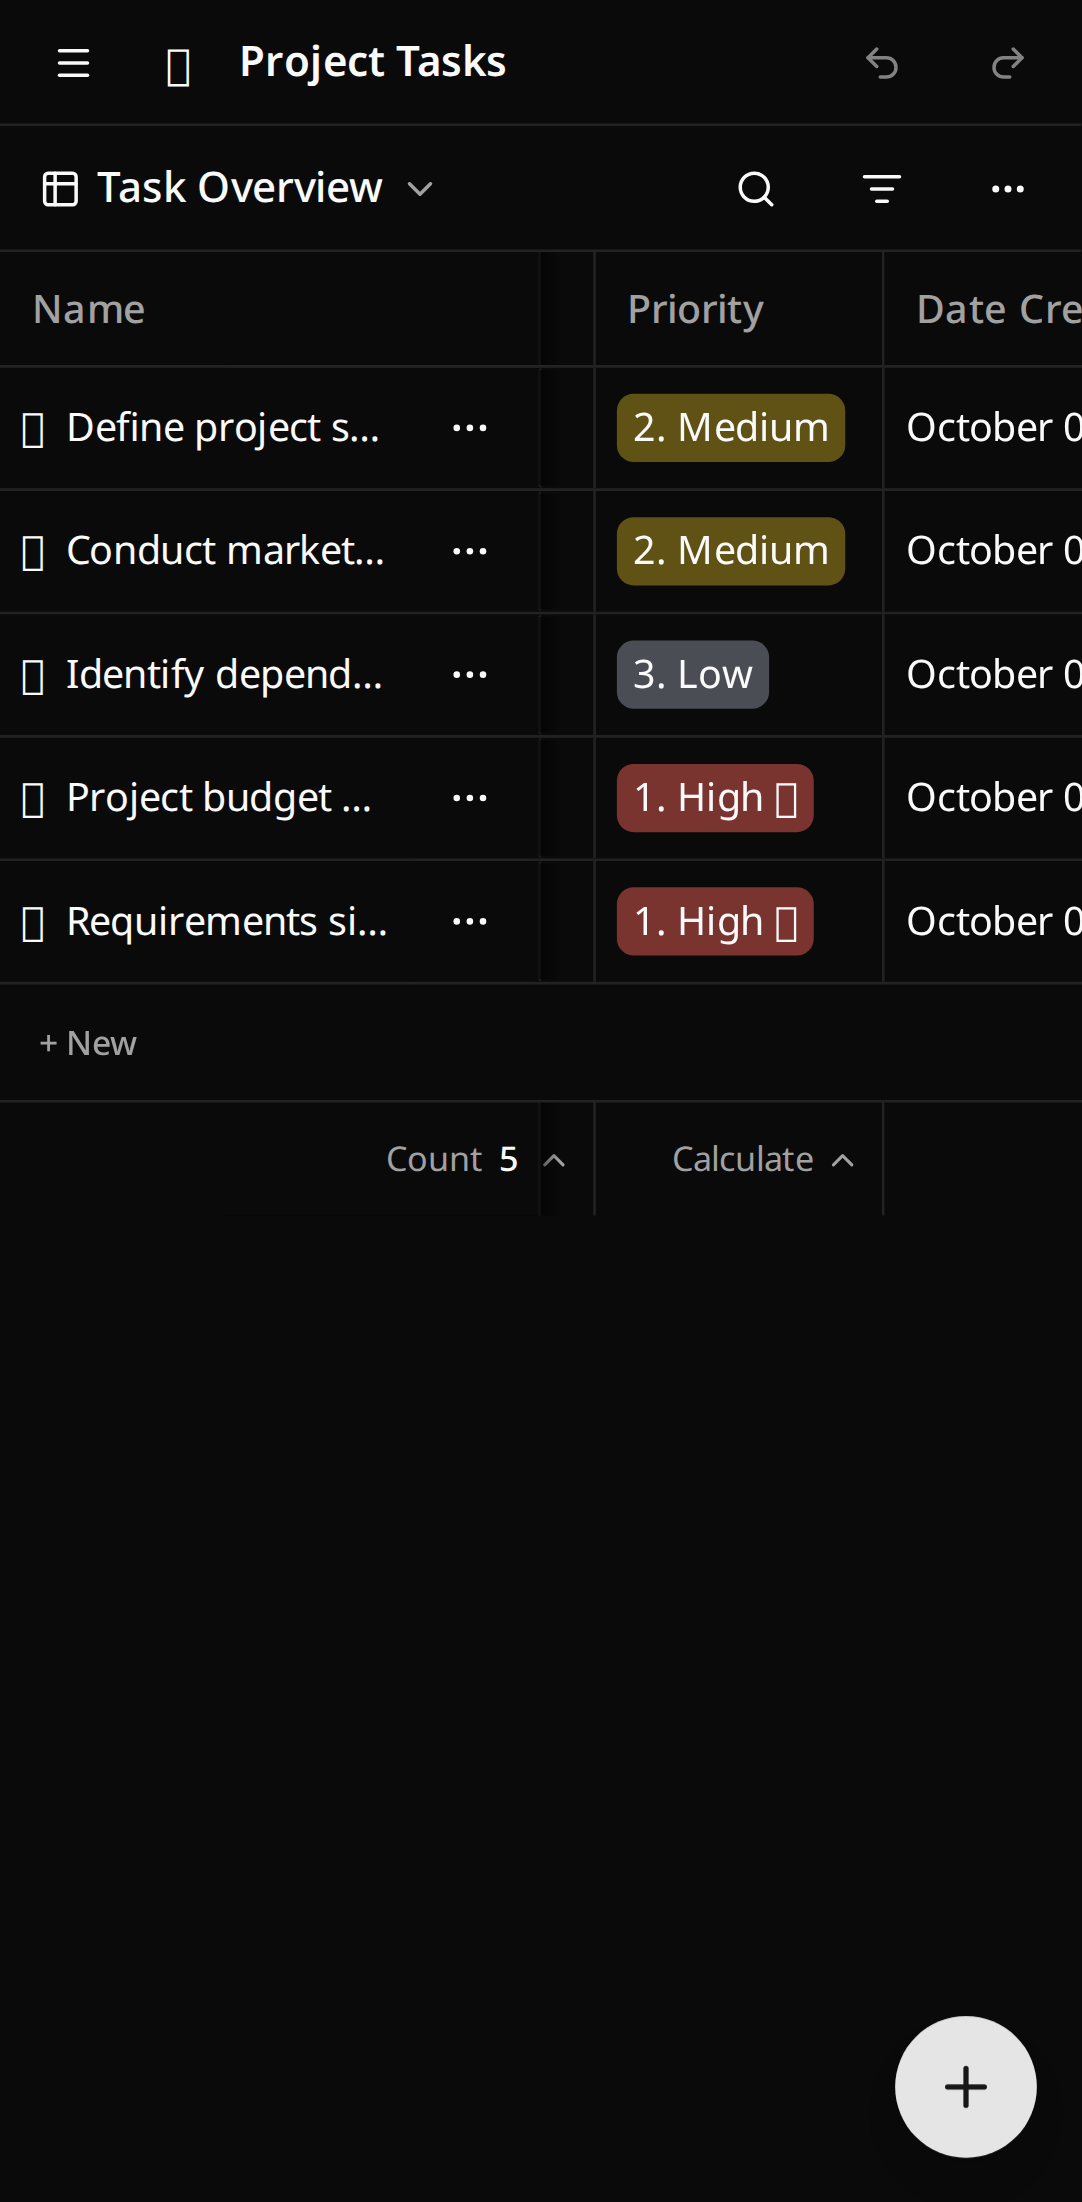 Project Tasks
Task Overview
Name Priority Date Cre
Define project s... 2. Medium October 0
Conduct market... 2. Medium October 0
Identify depend... 3. Low October 0
Project budget ... 1. High October 0
Requirements si... 1. High October 0
+ New
Count 5 Calculate